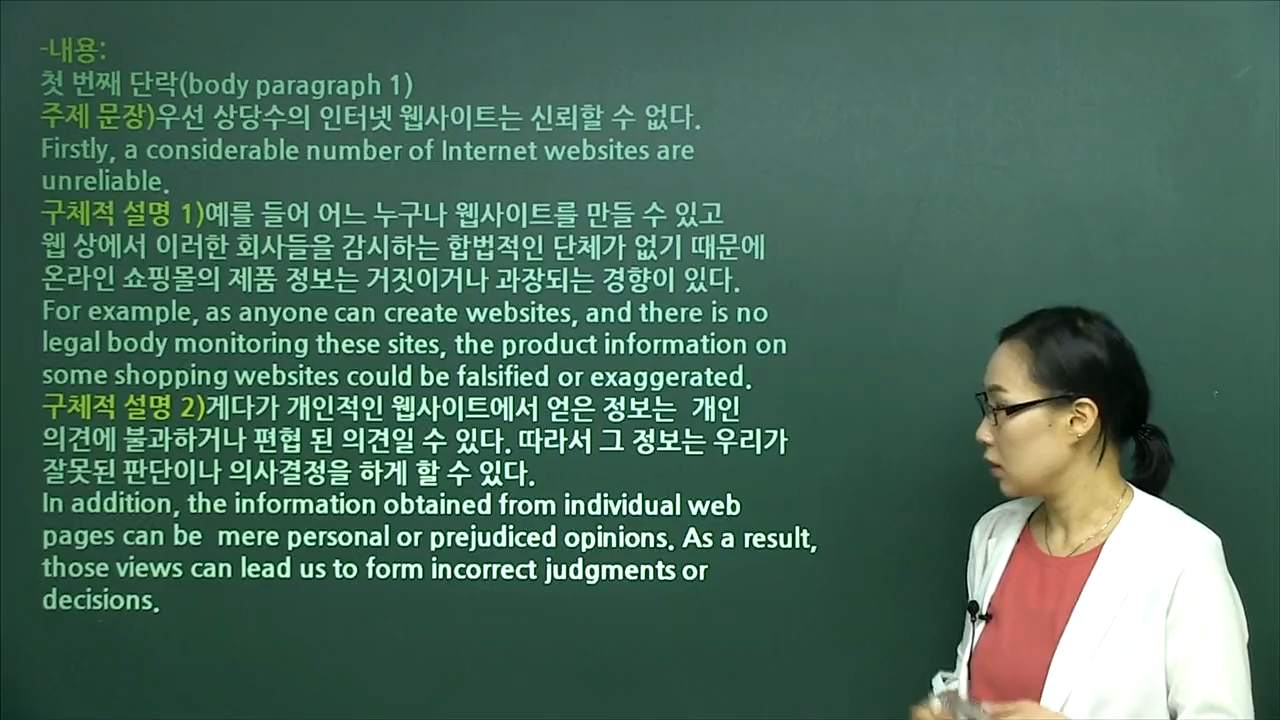 -내용:
첫 번째 단락(body paragraph 1)
주제 문장)우선 상당수의 인터넷 웹사이트는 신뢰할 수 없다.
Firstly, a considerable number of Internet websites are
unreliable.
구체적 설명 1)예를 들어 어느 누구나 웹사이트를 만들 수 있고
웹 상에서 이러한 회사들을 감시하는 합법적인 단체가 없기 때문에
온라인 쇼핑몰의 제품 정보는 거짓이거나 과장되는 경향이 있다.
For example, as anyone can create websites, and there is no
legal body monitoring these sites, the product information on
some shopping websites could be falsified or exaggerated.
구체적 설명 2)게다가 개인적인 웹사이트에서 얻은 정보는  개인
의견에 불과하거나 편협 된 의견일 수 있다. 따라서 그 정보는 우리가
잘못된 판단이나 의사결정을 하게 할 수 있다.
In addition, the information obtained from individual web
pages can be  mere personal or prejudiced opinions. As a result,
those views can lead us to form incorrect judgments or
decisions.